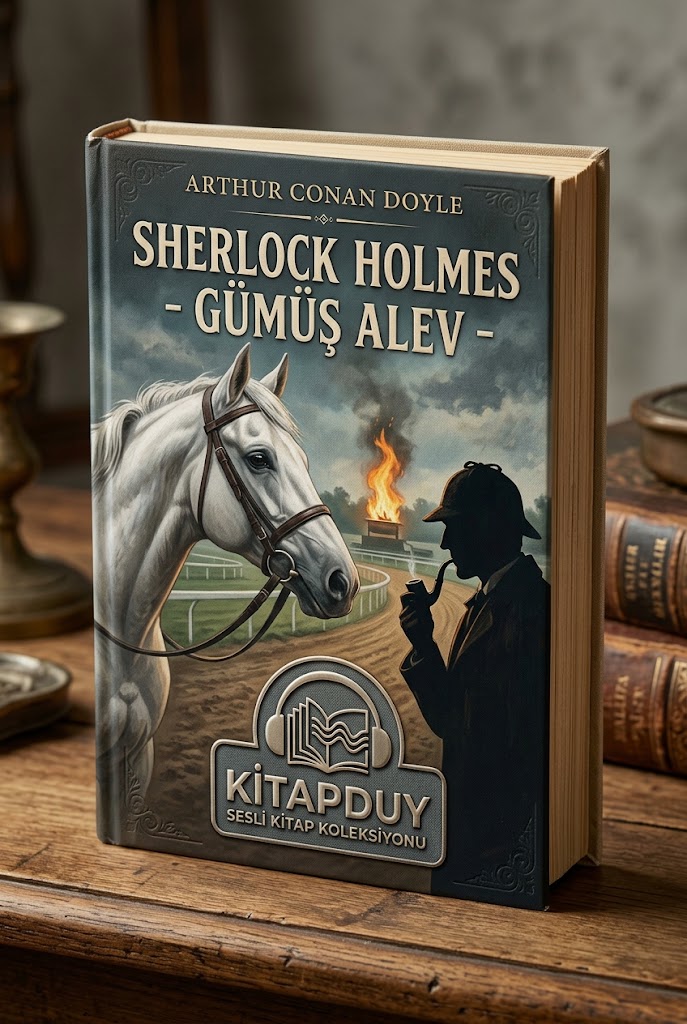 ARTHUR CONAN DOYLE
SHERLOCK HOLMES
- GÜMÜŞ ALEV -
KİTAPDUY
SESLİ KİTAP KOLEKSİYONU